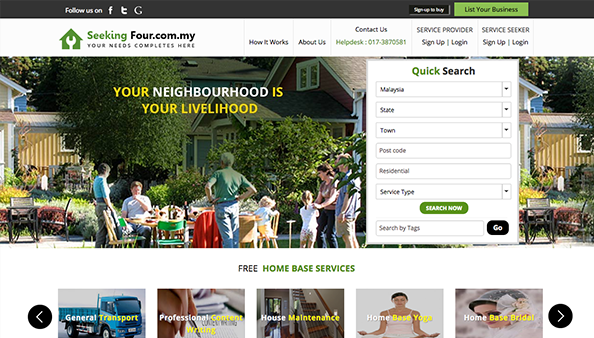 Follow us on
Sign-up to buy
List Your Business
Seeking Four.com.my
YOUR NEEDS COMPLETES HERE
How It Works
About Us
Contact Us
Helpdesk : 017-3870581
SERVICE PROVIDER
Sign Up | Login
SERVICE SEEKER
Sign Up | Login
YOUR NEIGHBOURHOOD IS
YOUR LIVELIHOOD
Quick Search
Malaysia
State
Town
Post code
Residential
Service Type
SEARCH NOW
Search by Tags
Go
FREE HOME BASE SERVICES
General Transport
Professional Content
Writing
House Maintenance
Home Base Yoga
Home Base Bridal